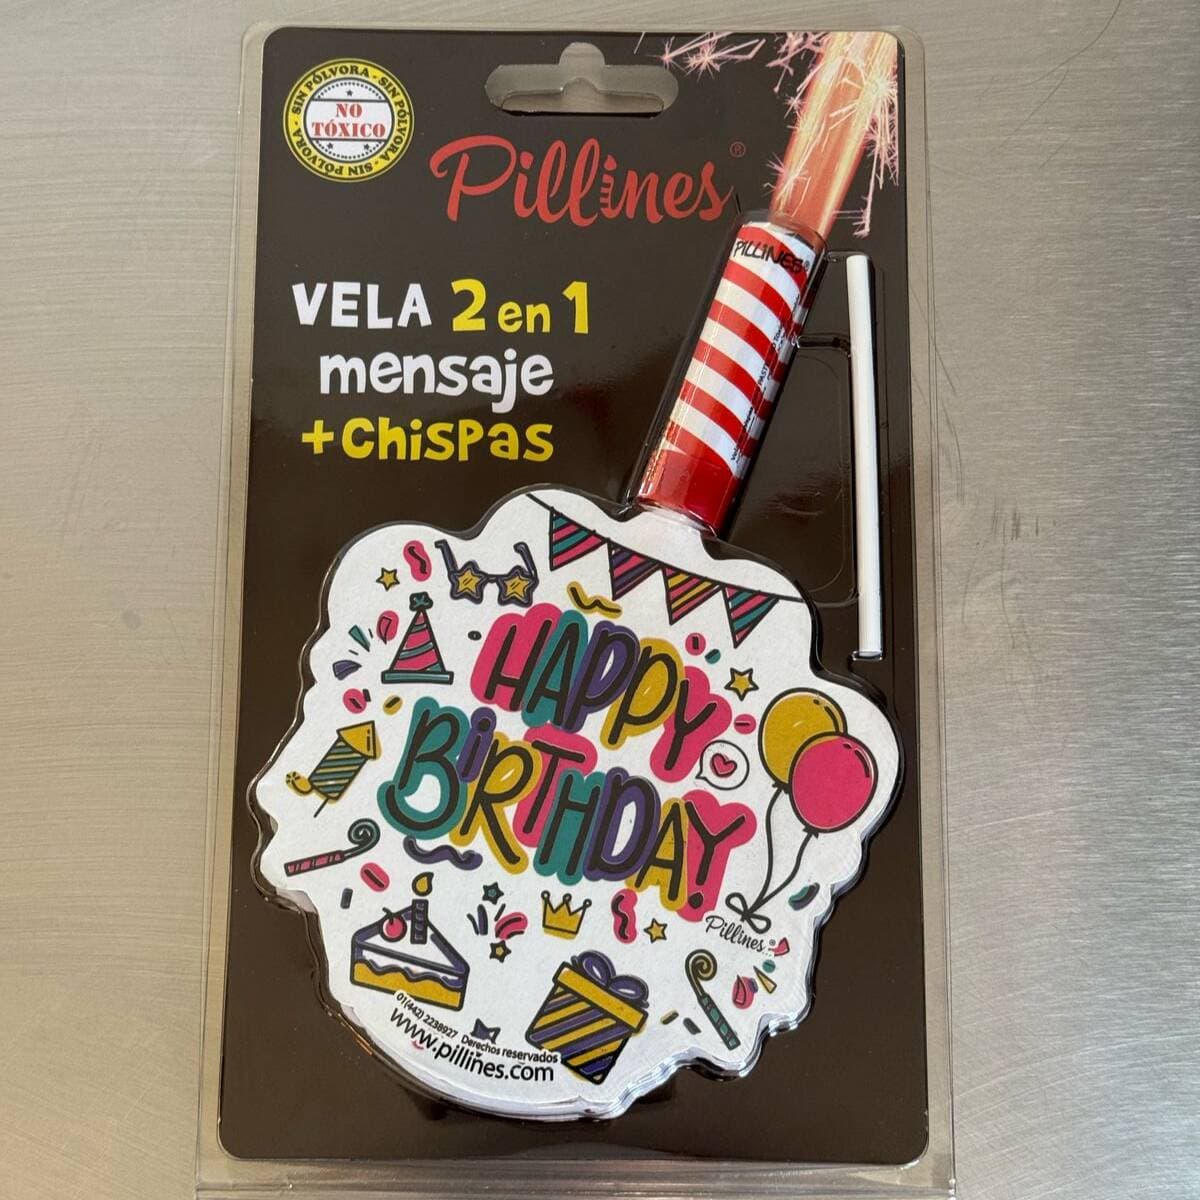 SIN PÓLVORA · SIN PÓLVORA · SIN PÓLVORA ·
NO
TÓXICO
Pillines®
VELA 2 en 1
mensaje
+chispas
PILLINES®
HAPPY
BIRTHDAY!
Pillines®
01(442) 2238927 Derechos reservados
www.pillines.com